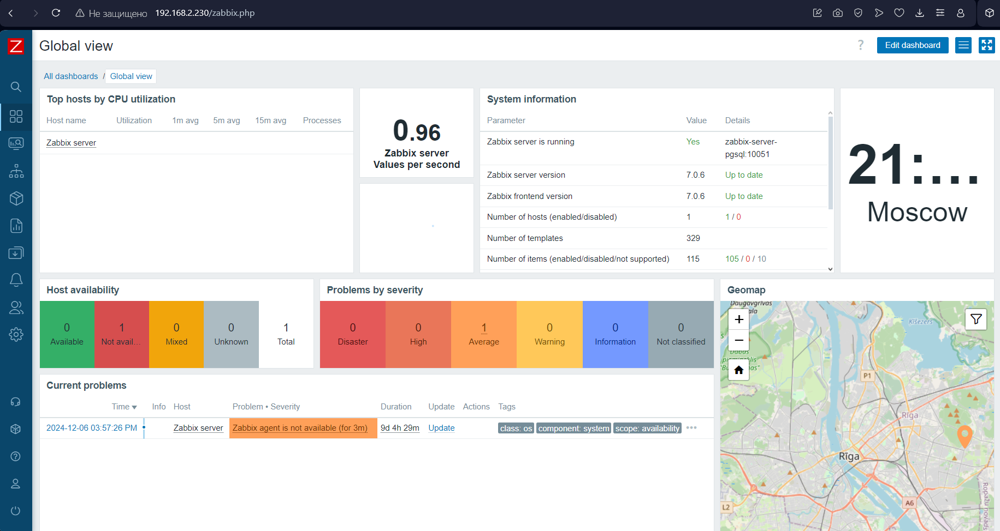 Не защищено 192.168.2.230/zabbix.php
Z
Global view
? Edit dashboard
All dashboards / Global view
Top hosts by CPU utilization
Host name Utilization 1m avg 5m avg 15m avg Processes
Zabbix server
0.96
Zabbix server
Values per second
System information
Parameter Value Details
Zabbix server is running Yes zabbix-server-
pgsql:10051
Zabbix server version 7.0.6 Up to date
Zabbix frontend version 7.0.6 Up to date
Number of hosts (enabled/disabled) 1 1 / 0
Number of templates 329
Number of items (enabled/disabled/not supported) 115 105 / 0 / 10
21:...
Moscow
Host availability
0 1 0 0 1
Available Not avail... Mixed Unknown Total
Problems by severity
0 0 1 0 0 0
Disaster High Average Warning Information Not classified
Geomap
Daugavgrīvas
ala
+
−
Ķīšezers
Dabas
P1
Rīga
Rīga
A6
L2
Ropažu novads
Current problems
Time Info Host Problem • Severity Duration Update Actions Tags
2024-12-06 03:57:26 PM Zabbix server Zabbix agent is not available (for 3m) 9d 4h 29m Update class: os component: system scope: availability •••